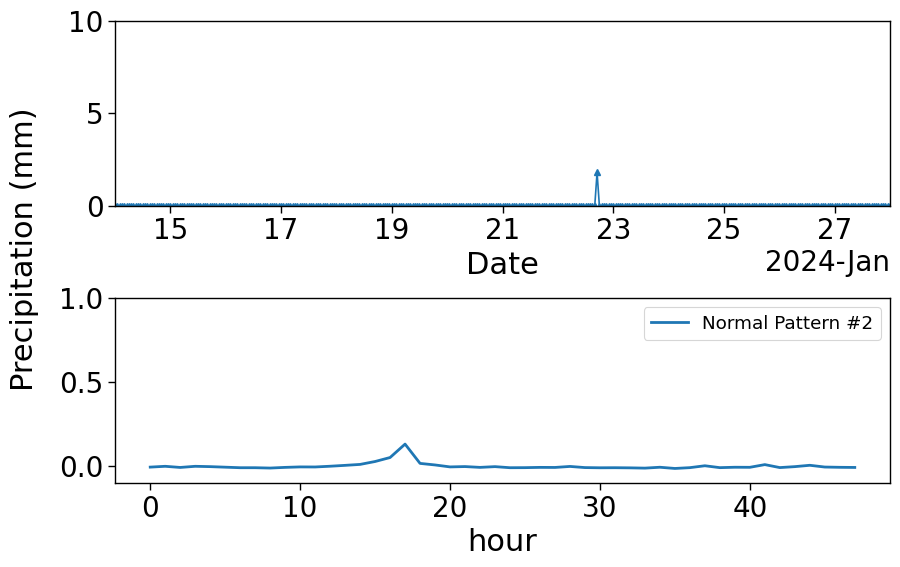 Precipitation (mm)
10
5
0
15 17 19 21 23 25 27
Date
2024-Jan
1.0
0.5
0.0
Normal Pattern #2
0 10 20 30 40
hour